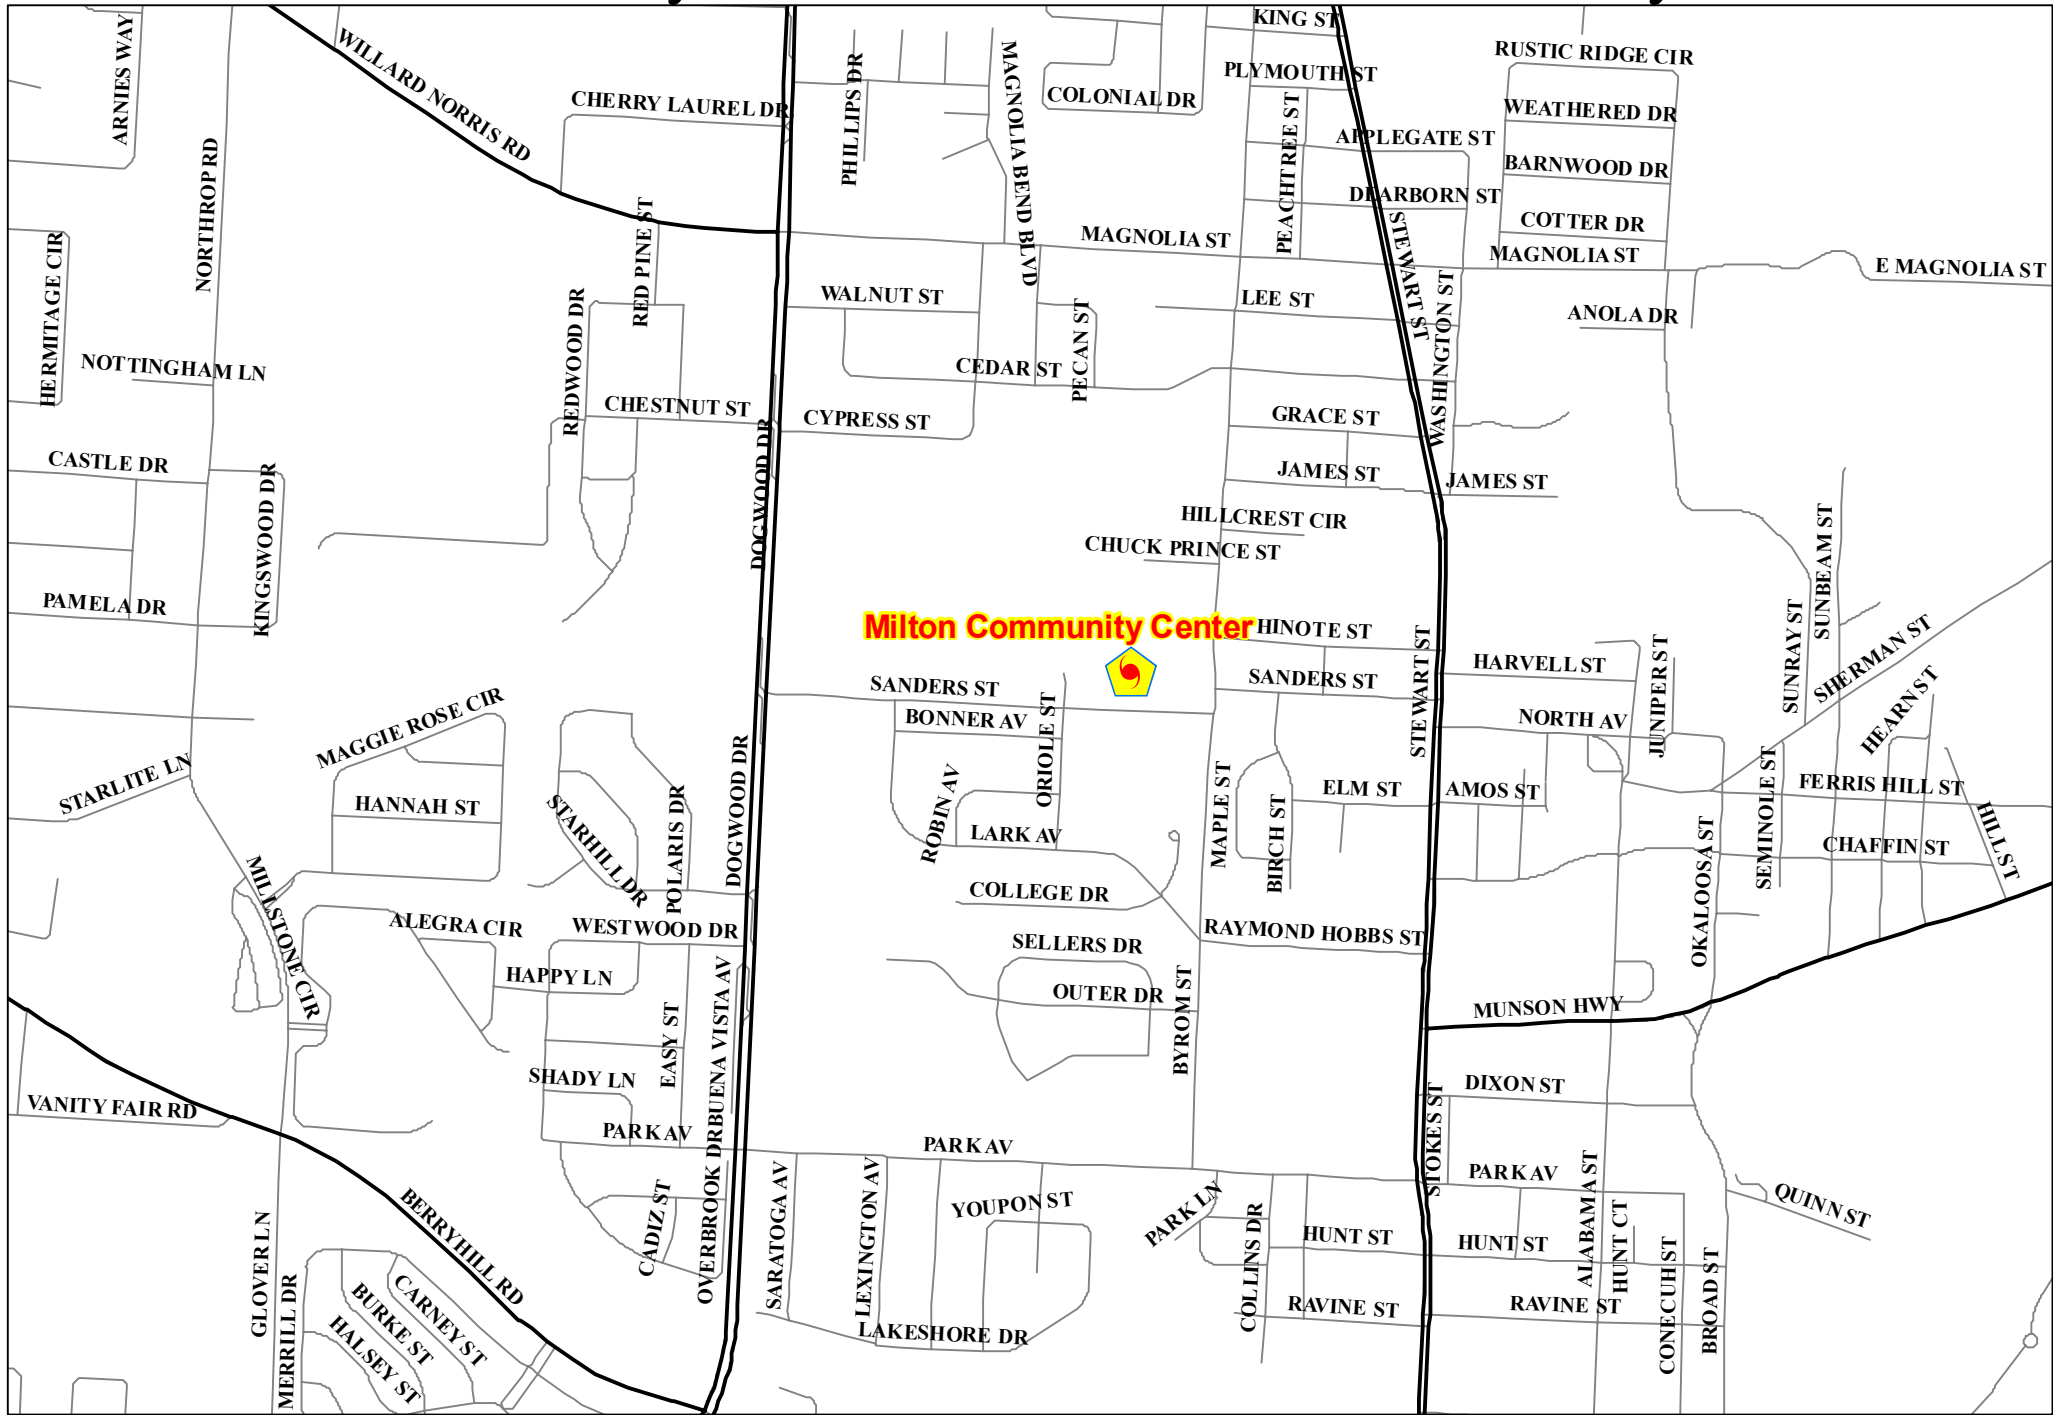 KING ST
ARNIES WAY
WILLARD NORRIS RD
RUSTIC RIDGE CIR
PLYMOUTH ST
CHERRY LAUREL DR
PHILLIPS DR
MAGNOLIA BEND BLVD
COLONIAL DR
PEACHTREE ST
WEATHERED DR
APPLEGATE ST
NORTHROP RD
BARNWOOD DR
DEARBORN ST
RED PINE ST
COTTER DR
MAGNOLIA ST
STEWART ST
MAGNOLIA ST
E MAGNOLIA ST
HERMITAGE CIR
WALNUT ST
LEE ST
WASHINGTON ST
ANOLA DR
REDWOOD DR
PECAN ST
NOTTINGHAM LN
CEDAR ST
CHESTNUT ST
CYPRESS ST
GRACE ST
DOGWOOD DR
CASTLE DR
KINGSWOOD DR
JAMES ST
JAMES ST
HILLCREST CIR
SUNBEAM ST
CHUCK PRINCE ST
PAMELA DR
Milton Community Center
HINOTE ST
SUNRAY ST
SHERMAN ST
STEWART ST
HARVELL ST
JUNIPER ST
SANDERS ST
SANDERS ST
HEARN ST
MAGGIE ROSE CIR
BONNER AV
ORIOLE ST
NORTH AV
STARLITE LN
DOGWOOD DR
SEMINOLE ST
FERRIS HILL ST
HANNAH ST
STARHILL DR
POLARIS DR
ROBIN AV
MAPLE ST
BIRCH ST
ELM ST
AMOS ST
HILL ST
LARK AV
OKALOOSA ST
CHAFFIN ST
MILLSTONE CIR
COLLEGE DR
ALEGRA CIR
WESTWOOD DR
RAYMOND HOBBS ST
SELLERS DR
HAPPY LN
OUTER DR
BYROM ST
MUNSON HWY
EASY ST
BUENA VISTA AV
SHADY LN
DIXON ST
VANITY FAIR RD
STOKES ST
PARK AV
PARK AV
PARK AV
OVERBROOK DR
CADIZ ST
SARATOGA AV
LEXINGTON AV
YOUPON ST
PARK LN
ALABAMA ST
QUINN ST
BERRYHILL RD
COLLINS DR
HUNT ST
HUNT ST
HUNT CT
GLOVER LN
MERRILL DR
CARNEY ST
BURKE ST
HALSEY ST
LAKESHORE DR
RAVINE ST
RAVINE ST
CONECUH ST
BROAD ST